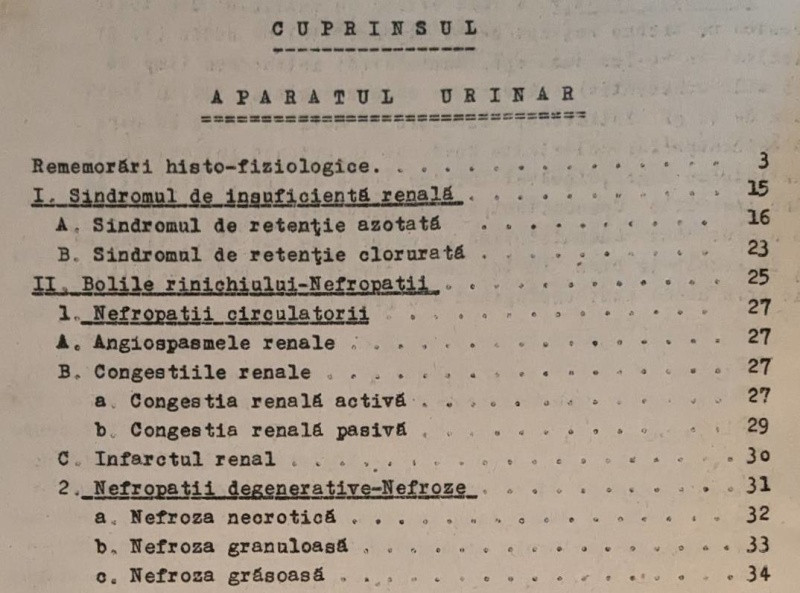 CUPRINSUL
APARATUL URINAR
Rememorări histo-fiziologice. . . . . . . . . . . . . 3
I. Sindromul de insuficientă renală . . . . . . . . . . 15
A. Sindromul de retenţie azotată . . . . . . . . . . 16
B. Sindromul de retenţie clorurată . . . . . . . . . . 23
II. Bolile rinichiului-Nefropatii . . . . . . . . . . . 25
1. Nefropatii circulatorii . . . . . . . . . . . . 27
A. Angiospasmele renale . . . . . . . . . . . . . . 27
B. Congestiile renale . . . . . . . . . . . . . . . 27
a. Congestia renală activă . . . . . . . . . . . 27
b. Congestia renală pasivă . . . . . . . . . . . 29
C. Infarctul renal . . . . . . . . . . . . . . . . 30
2. Nefropatii degenerative-Nefroze . . . . . . . . . 31
a. Nefroza necrotică . . . . . . . . . . . . . . 32
b. Nefroza granuloasă . . . . . . . . . . . . . . 33
c. Nefroza grăsoasă . . . . . . . . . . . . . . . 34